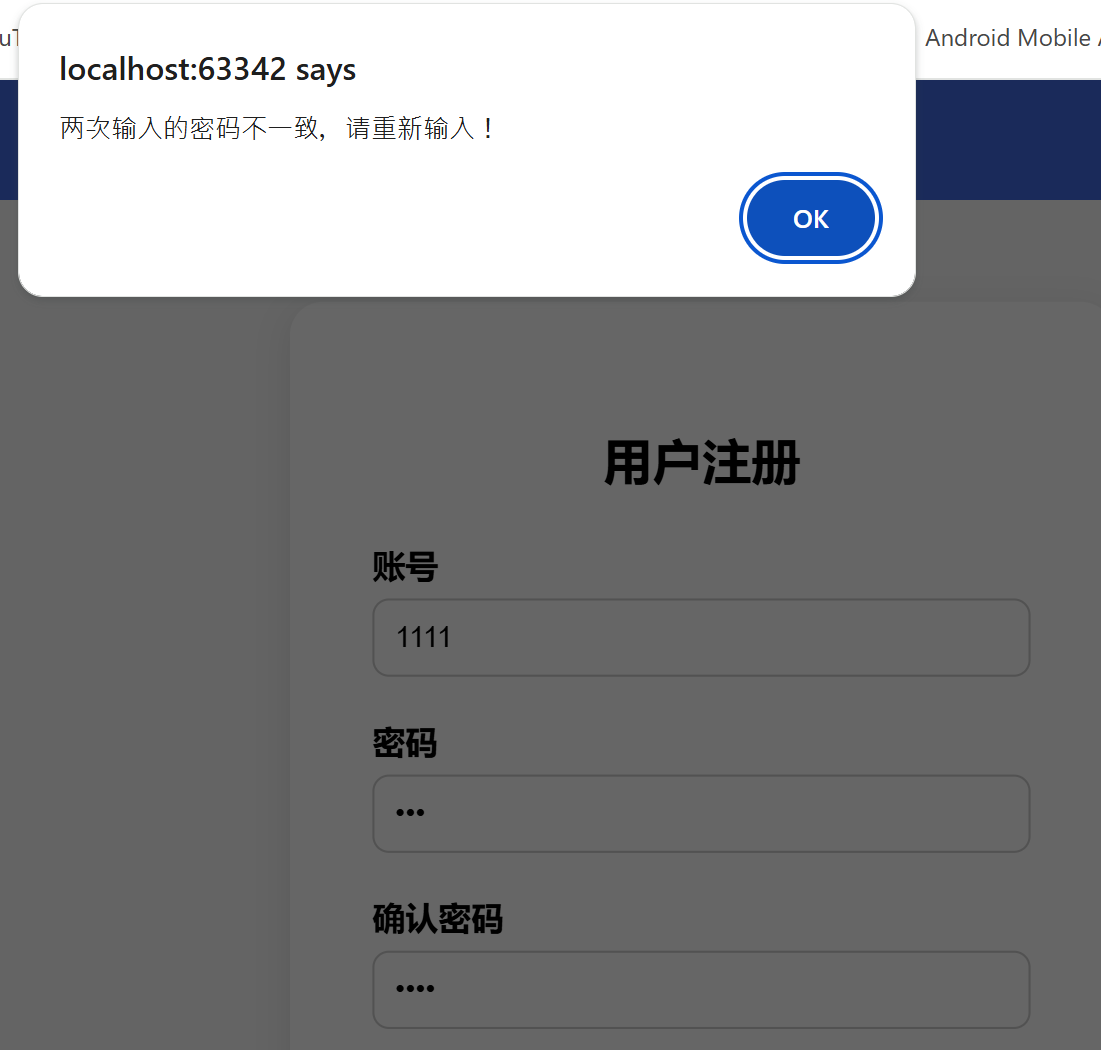 Android Mobile
localhost:63342 says
两次输入的密码不一致，请重新输入！
OK
用户注册
账号
1111
密码
•••
确认密码
••••